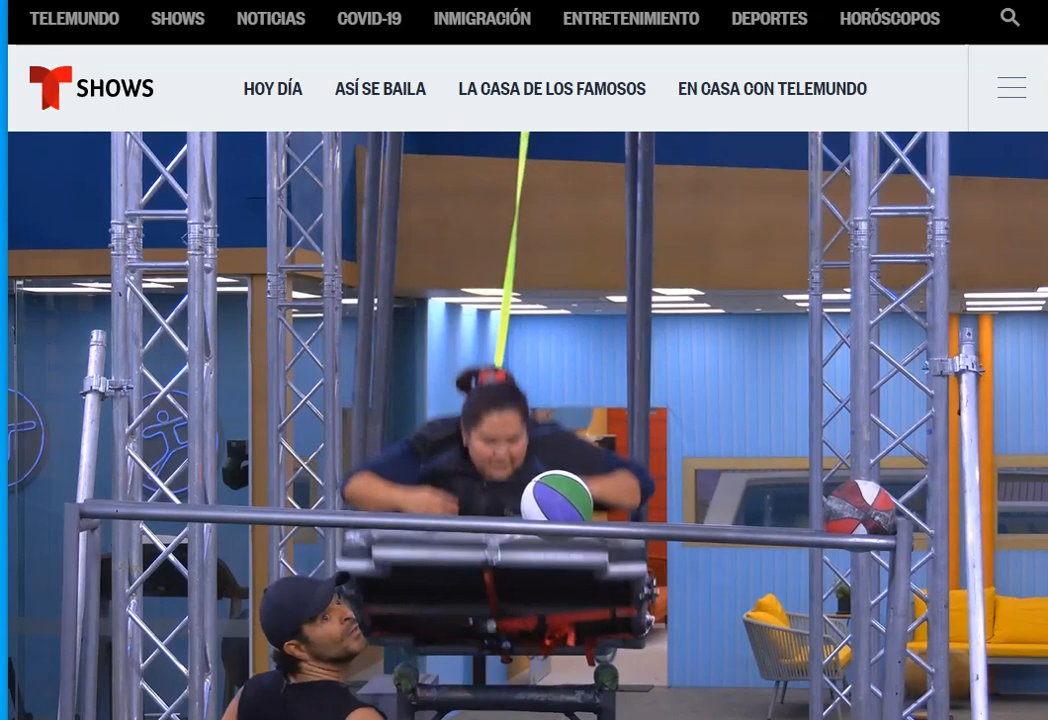 TELEMUNDO SHOWS NOTICIAS COVID-19 INMIGRACIÓN ENTRETENIMIENTO DEPORTES HORÓSCOPOS
SHOWS HOY DÍA ASÍ SE BAILA LA CASA DE LOS FAMOSOS EN CASA CON TELEMUNDO